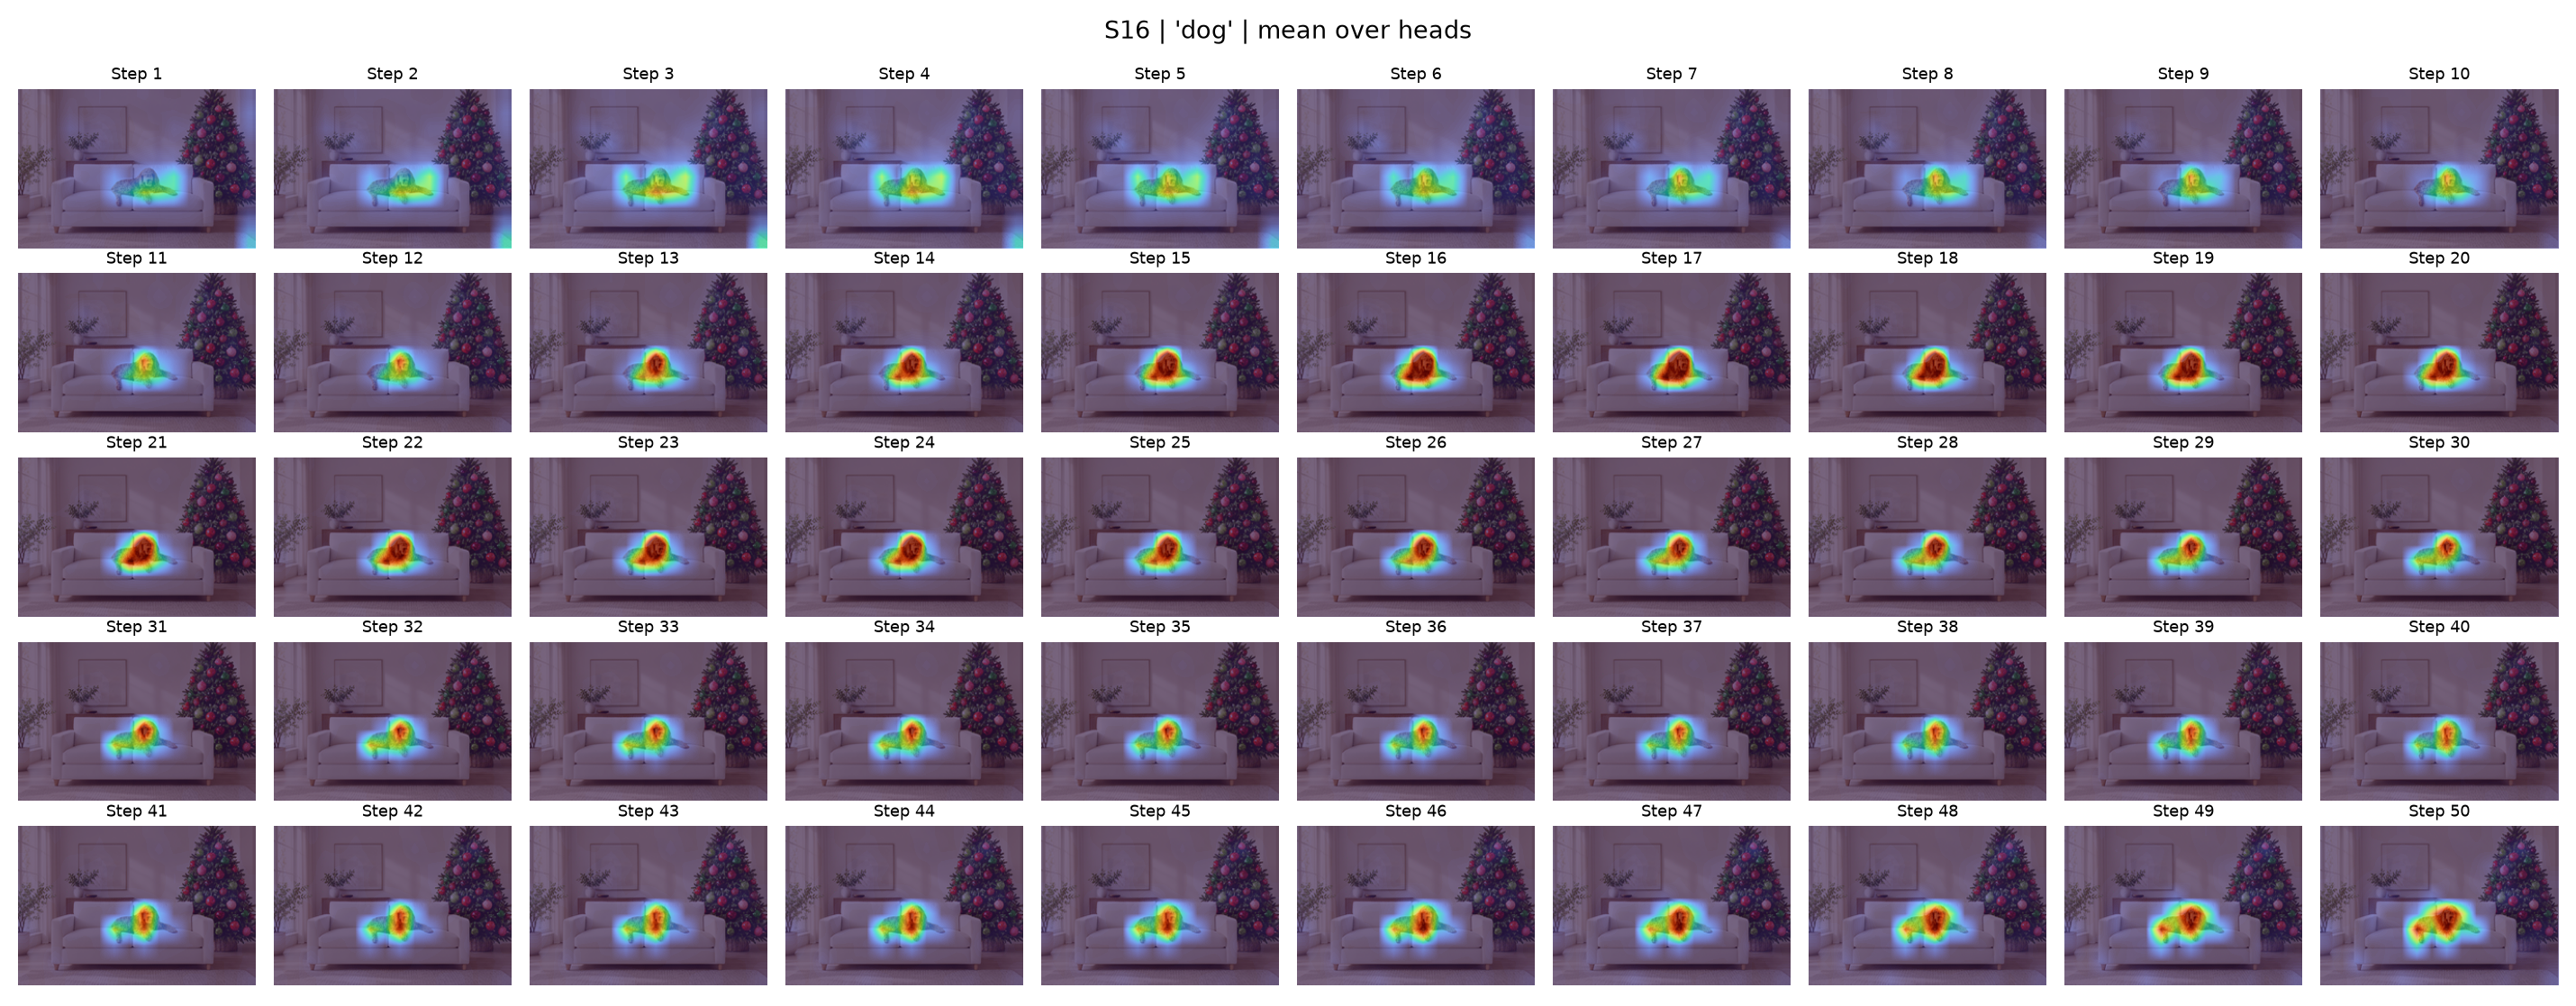 S16 | 'dog' | mean over heads
Step 1 Step 2 Step 3 Step 4 Step 5 Step 6 Step 7 Step 8 Step 9 Step 10
Step 11 Step 12 Step 13 Step 14 Step 15 Step 16 Step 17 Step 18 Step 19 Step 20
Step 21 Step 22 Step 23 Step 24 Step 25 Step 26 Step 27 Step 28 Step 29 Step 30
Step 31 Step 32 Step 33 Step 34 Step 35 Step 36 Step 37 Step 38 Step 39 Step 40
Step 41 Step 42 Step 43 Step 44 Step 45 Step 46 Step 47 Step 48 Step 49 Step 50